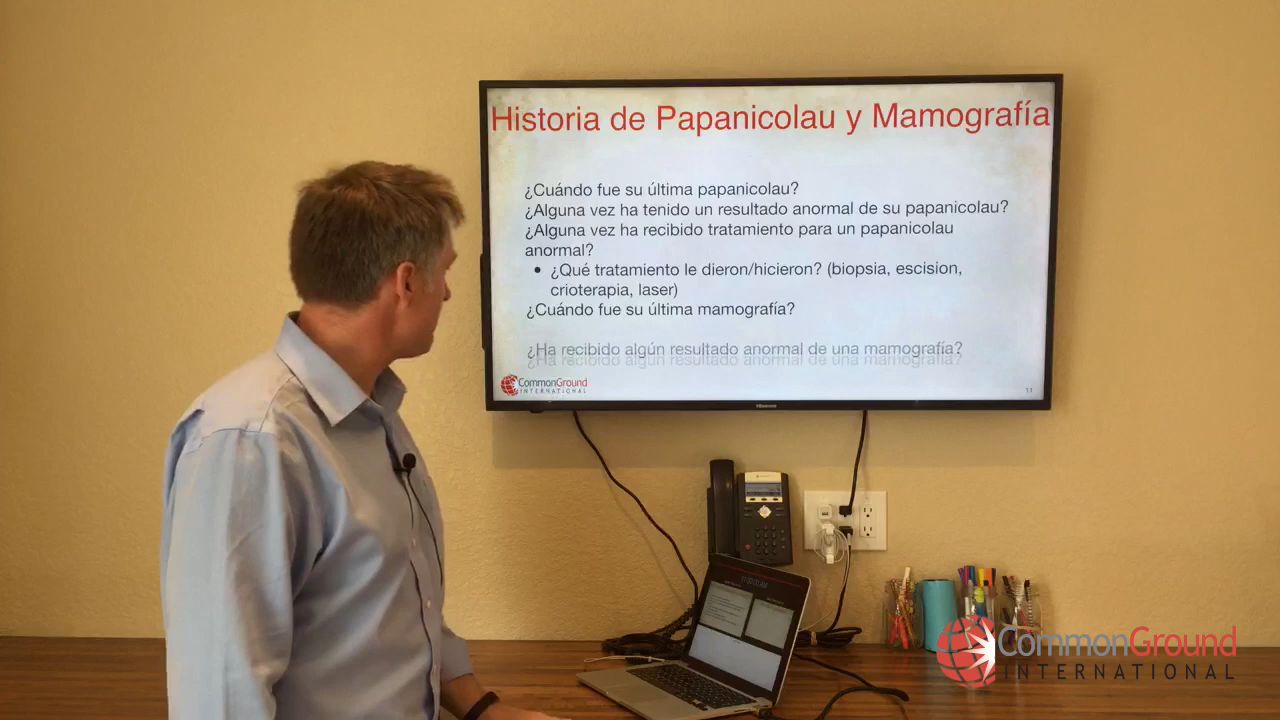 Historia de Papanicolau y Mamografía
¿Cuándo fue su última papanicolau?
¿Alguna vez ha tenido un resultado anormal de su papanicolau?
¿Alguna vez ha recibido tratamiento para un papanicolau
anormal?
• ¿Qué tratamiento le dieron/hicieron? (biopsia, escision,
crioterapia, laser)
¿Cuándo fue su última mamografía?
¿Ha recibido algún resultado anormal de una mamografía?
CommonGround
INTERNATIONAL
Hisense
CommonGround
INTERNATIONAL